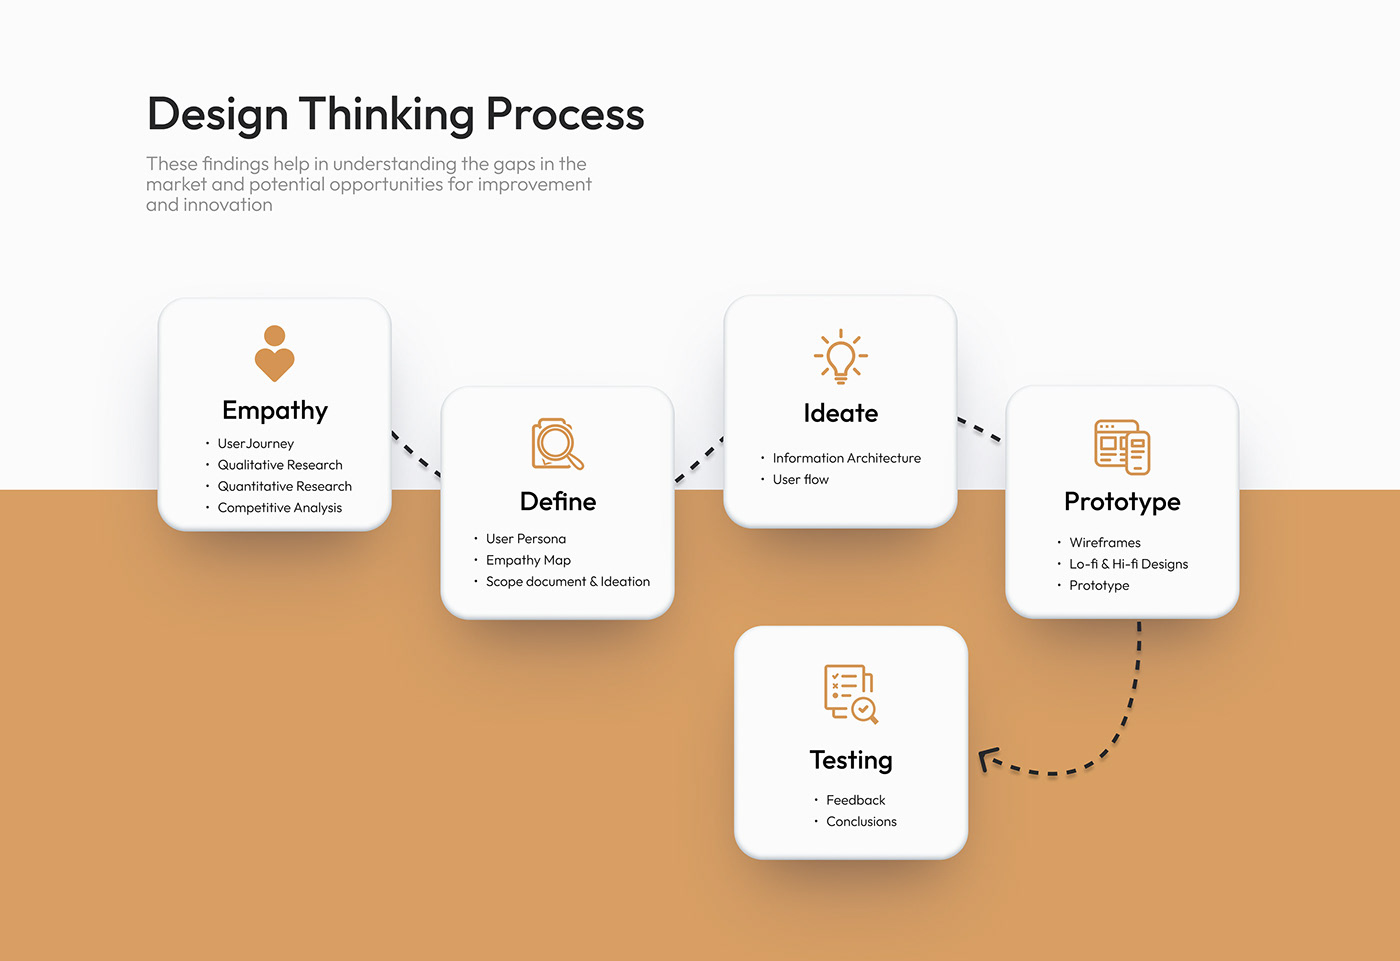 Design Thinking Process
These findings help in understanding the gaps in the
market and potential opportunities for improvement
and innovation
Empathy
• UserJourney
• Qualitative Research
• Quantitative Research
• Competitive Analysis
Define
• User Persona
• Empathy Map
• Scope document & Ideation
Ideate
• Information Architecture
• User flow
Prototype
• Wireframes
• Lo-fi & Hi-fi Designs
• Prototype
Testing
• Feedback
• Conclusions